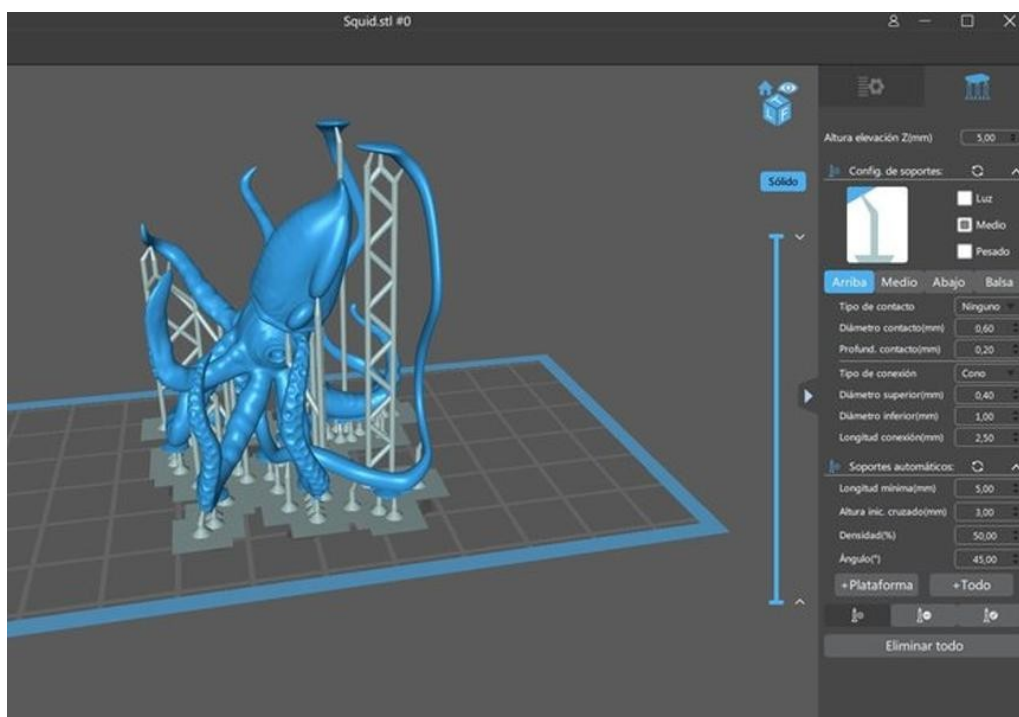 Squid.stl #0
Altura elevación Z(mm) 5,00
Config. de soportes:
Sólido
Luz
Medio
Pesado
Arriba Medio Abajo Balsa
Tipo de contacto Ninguno
Diámetro contacto(mm) 0,60
Profund. contacto(mm) 0,20
Tipo de conexión Cono
Diámetro superior(mm) 0,40
Diámetro inferior(mm) 1,00
Longitud conexión(mm) 2,50
Soportes automáticos:
Longitud mínima(mm) 5,00
Altura inic. cruzado(mm) 3,00
Densidad(%) 50,00
Ángulo(°) 45,00
+Plataforma +Todo
Eliminar todo